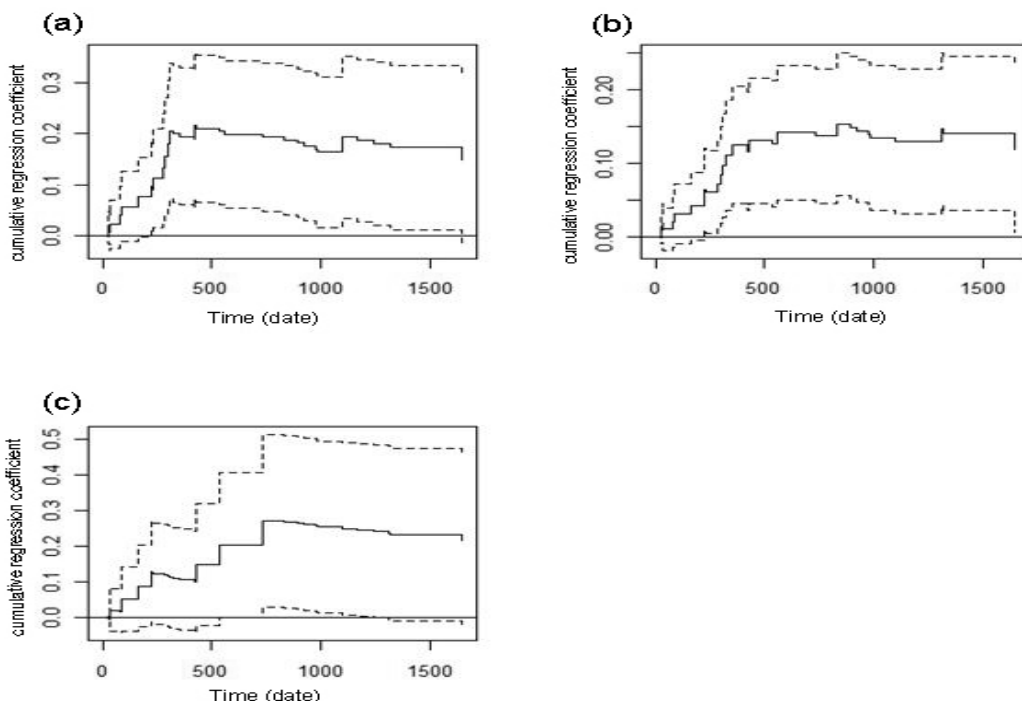 (a)
cumulative regression coefficient
0.0 0.1 0.2 0.3
0 500 1000 1500
Time (date)
(b)
cumulative regression coefficient
0.00 0.10 0.20
0 500 1000 1500
Time (date)
(c)
cumulative regression coefficient
0.0 0.1 0.2 0.3 0.4 0.5
0 500 1000 1500
Time (date)